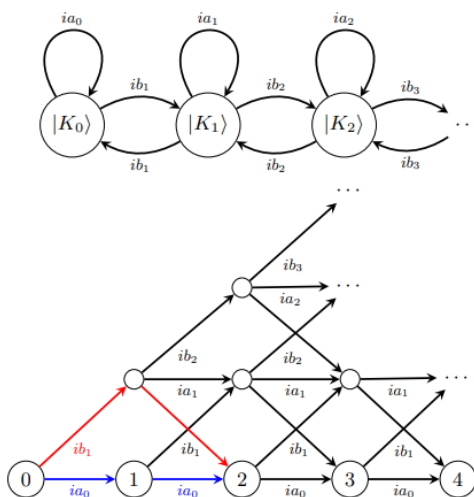 ia₀ ia₁ ia₂
ib₁ ib₂ ib₃
|K₀⟩ |K₁⟩ |K₂⟩ ...
ib₁ ib₂ ib₃
...
ib₃
ia₂ ...
ib₂ ib₂
ia₁ ia₁ ia₁ ...
ib₁ ib₁ ib₁ ib₁
0 1 2 3 4
ia₀ ia₀ ia₀ ia₀